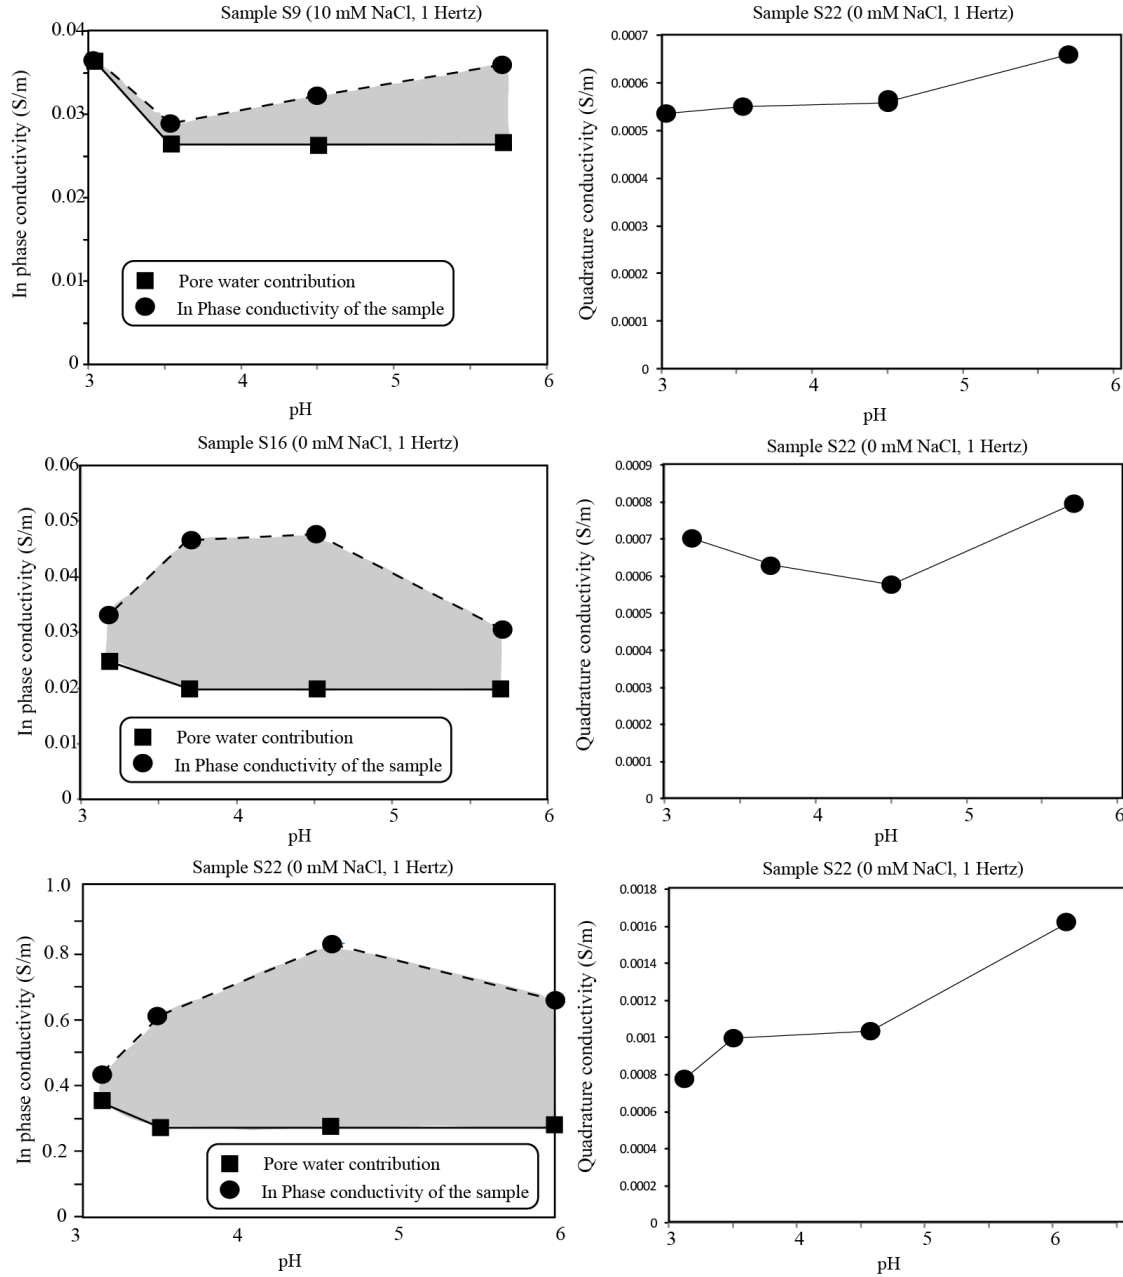 Sample S9 (10 mM NaCl, 1 Hertz)
In phase conductivity (S/m)
0.04
0.03
0.02
0.01
0
Pore water contribution
In Phase conductivity of the sample
3 4 5 6
pH
Sample S22 (0 mM NaCl, 1 Hertz)
Quadrature conductivity (S/m)
0.0007
0.0006
0.0005
0.0004
0.0003
0.0002
0.0001
0
3 4 5 6
pH
Sample S16 (0 mM NaCl, 1 Hertz)
In phase conductivity (S/m)
0.06
0.05
0.04
0.03
0.02
0.01
0
Pore water contribution
In Phase conductivity of the sample
3 4 5 6
pH
Sample S22 (0 mM NaCl, 1 Hertz)
Quadrature conductivity (S/m)
0.0009
0.0008
0.0007
0.0006
0.0005
0.0004
0.0003
0.0002
0.0001
0
3 4 5 6
pH
Sample S22 (0 mM NaCl, 1 Hertz)
In phase conductivity (S/m)
1.0
0.8
0.6
0.4
0.2
0
Pore water contribution
In Phase conductivity of the sample
3 4 5 6
pH
Sample S22 (0 mM NaCl, 1 Hertz)
Quadrature conductivity (S/m)
0.0018
0.0016
0.0014
0.0012
0.001
0.0008
0.0006
0.0004
0.0002
0
3 4 5 6
pH